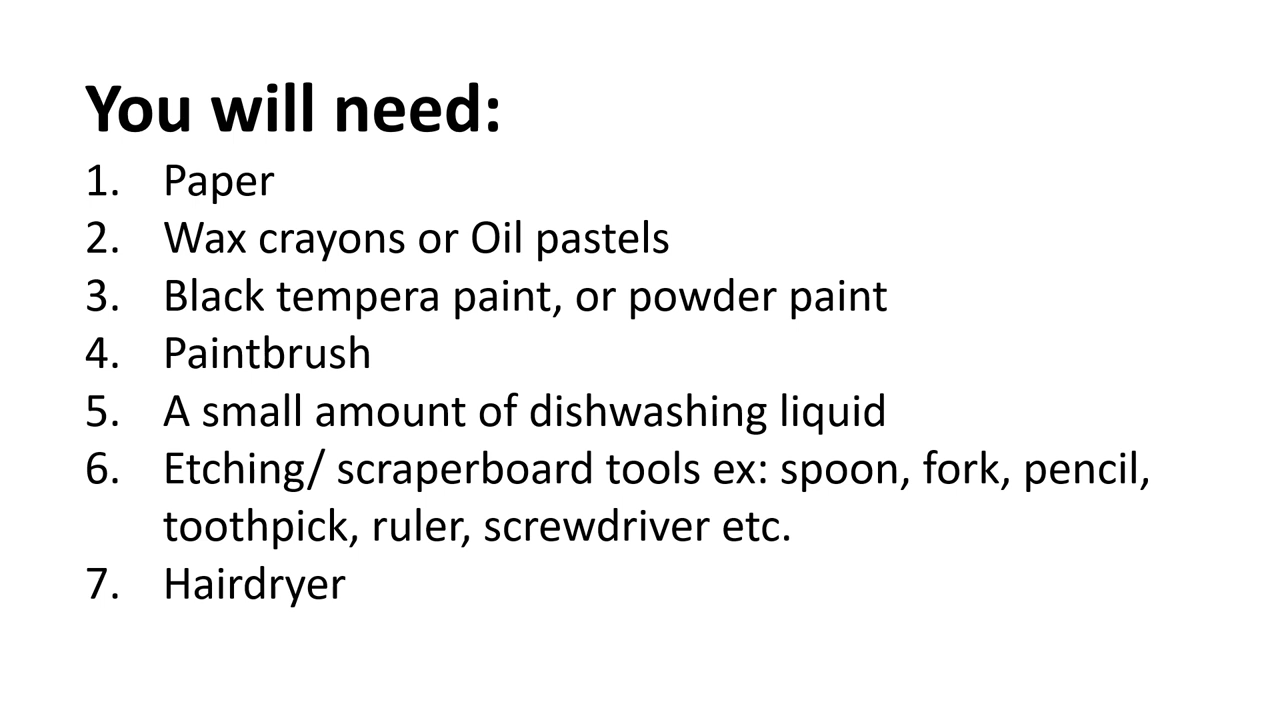 You will need:
1. Paper
2. Wax crayons or Oil pastels
3. Black tempera paint, or powder paint
4. Paintbrush
5. A small amount of dishwashing liquid
6. Etching/ scraperboard tools ex: spoon, fork, pencil,
toothpick, ruler, screwdriver etc.
7. Hairdryer